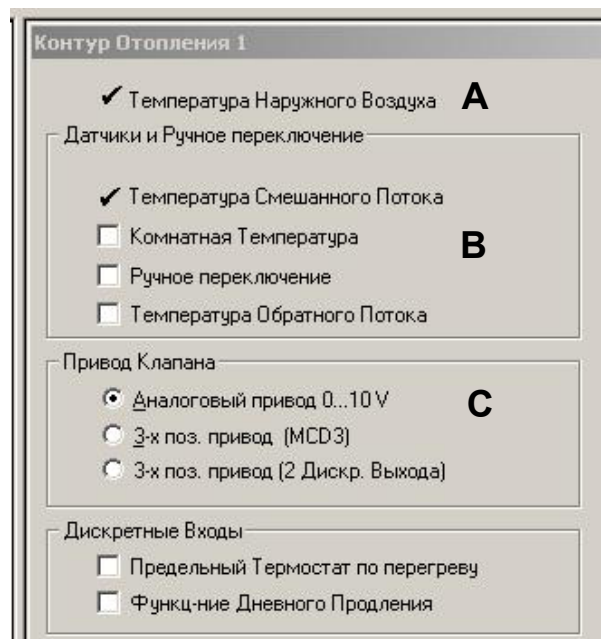 Контур Отопления 1
Температура Наружного Воздуха A
Датчики и Ручное переключение
Температура Смешанного Потока
Комнатная Температура B
Ручное переключение
Температура Обратного Потока
Привод Клапана
Аналоговый привод 0...10 V C
3-х поз. привод (MCD3)
3-х поз. привод (2 Дискр. Выхода)
Дискретные Входы
Предельный Термостат по перегреву
Функц-ние Дневного Продления